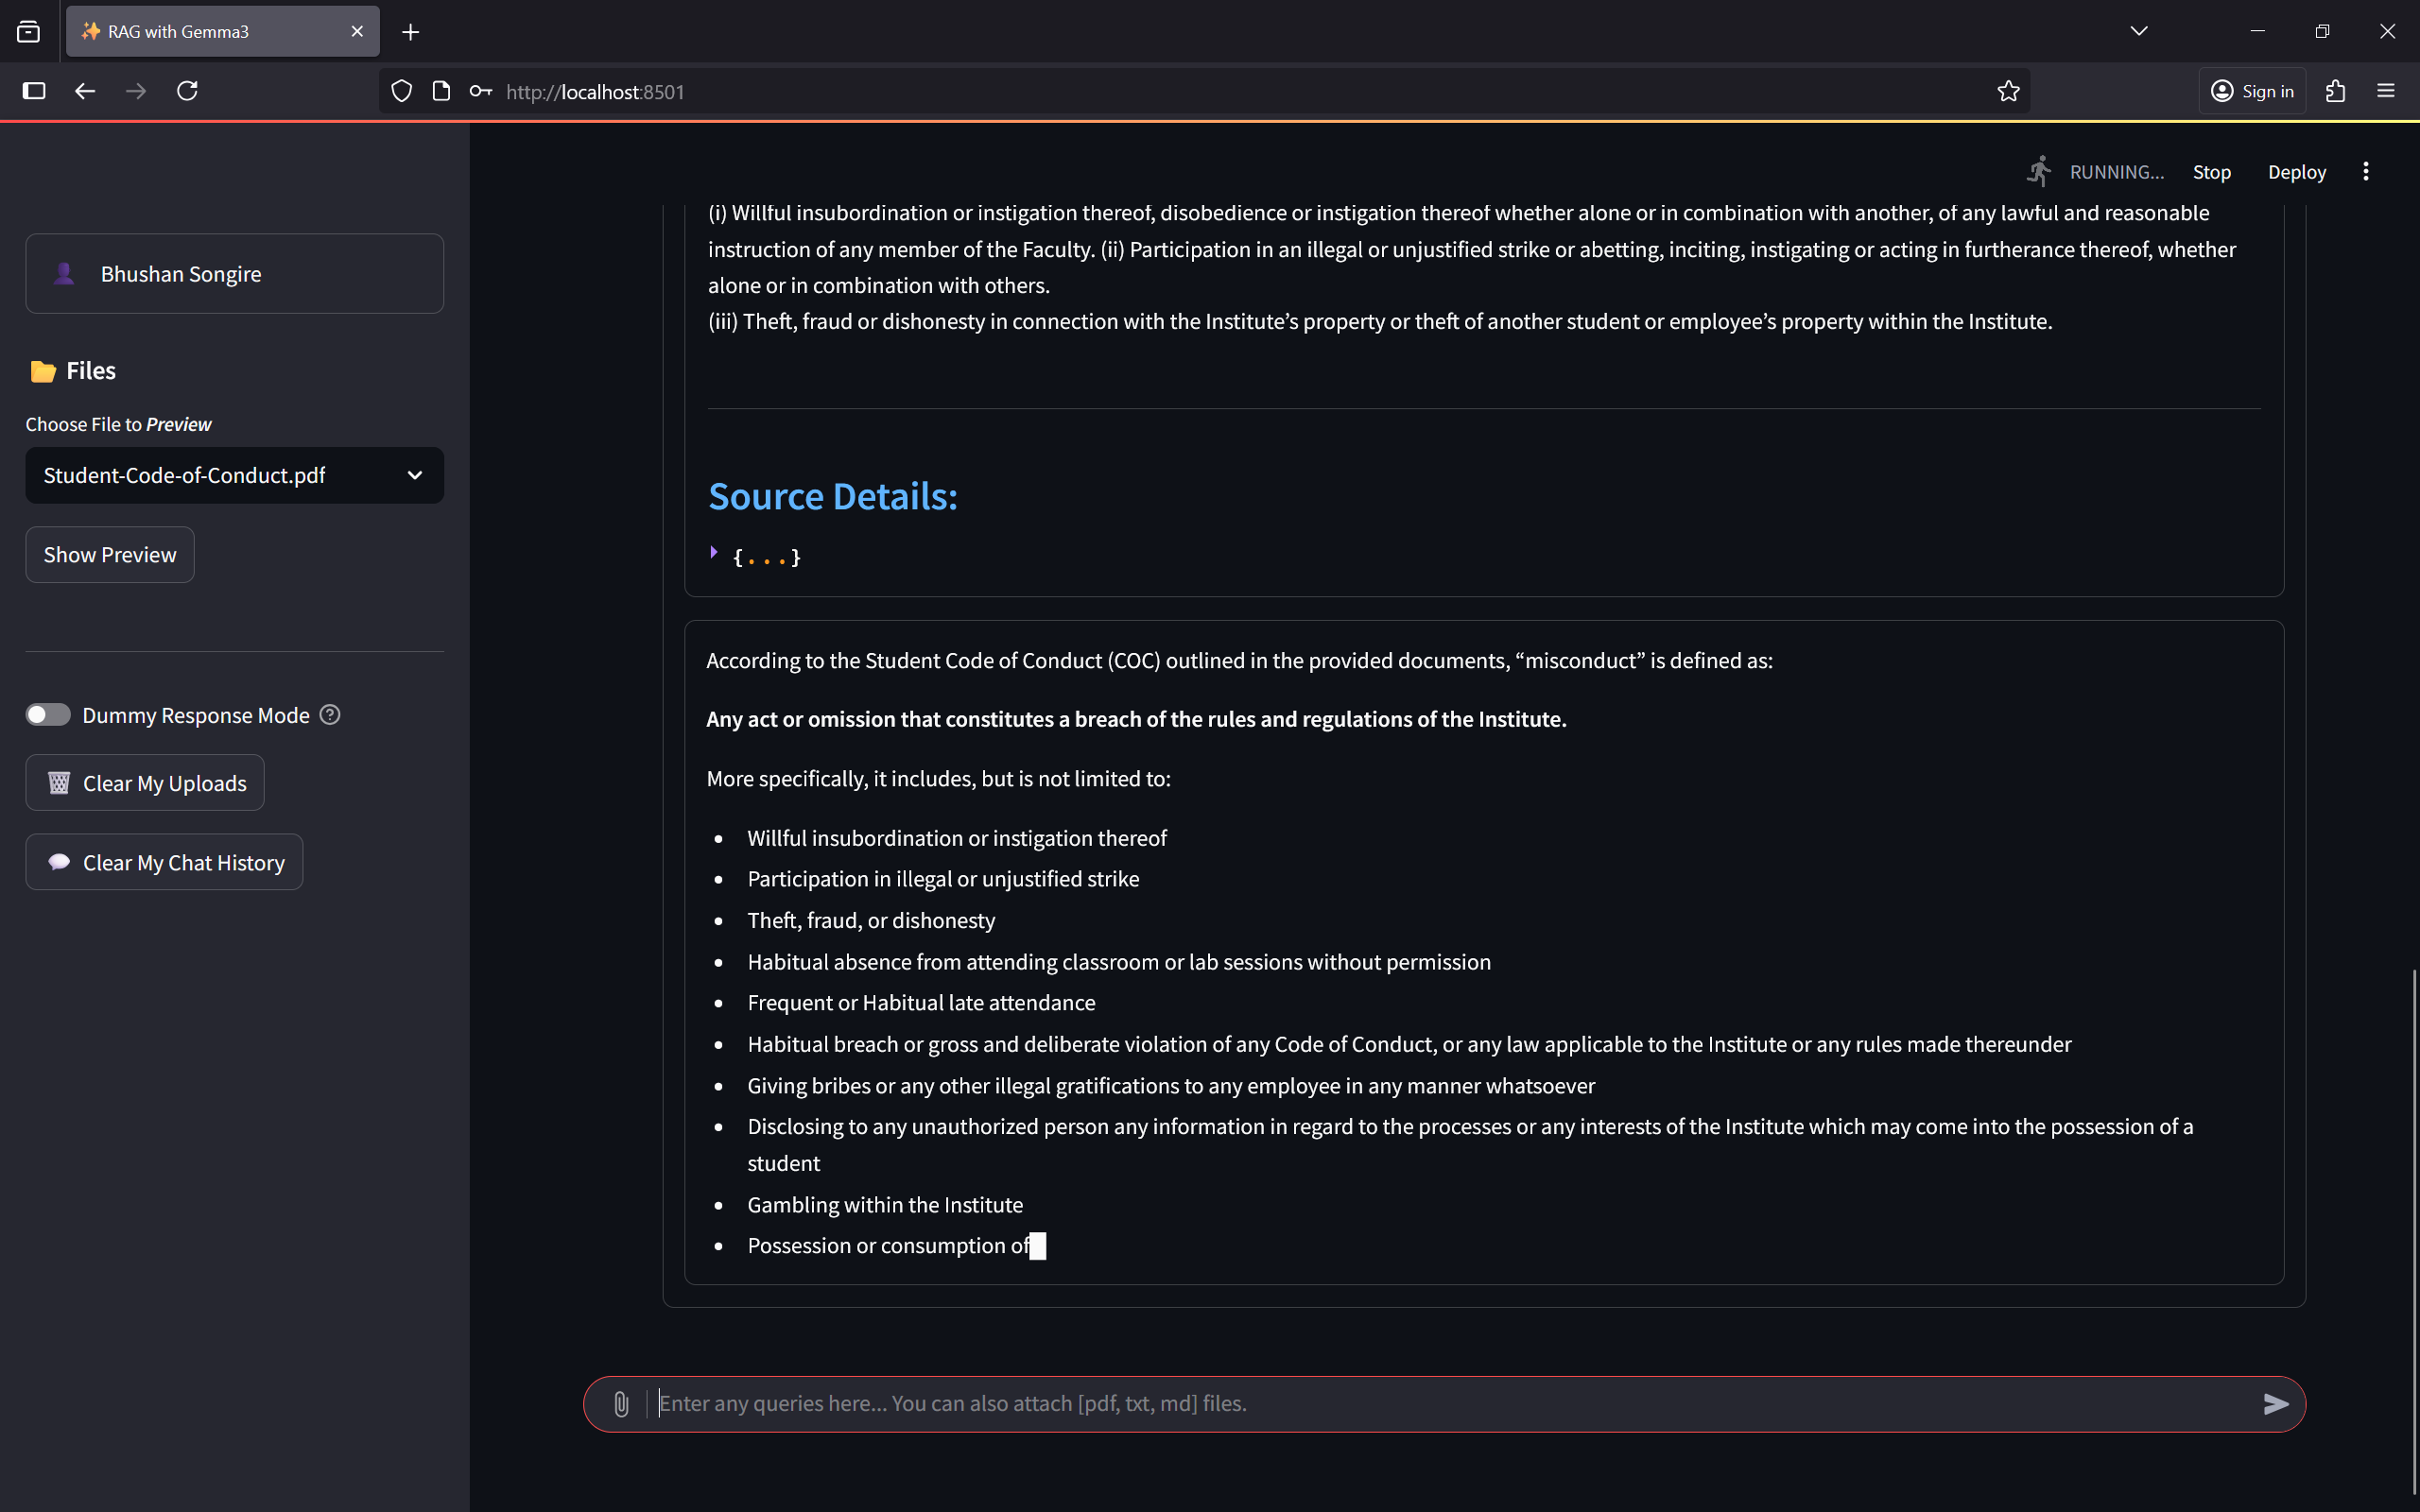 RAG with Gemma3
http://localhost:8501
Sign in
RUNNING...
Stop
Deploy
Bhushan Songire
Files
Choose File to Preview
Student-Code-of-Conduct.pdf
Show Preview
Dummy Response Mode
Clear My Uploads
Clear My Chat History
(i) Willful insubordination or instigation thereof, disobedience or instigation thereof whether alone or in combination with another, of any lawful and reasonable
instruction of any member of the Faculty. (ii) Participation in an illegal or unjustified strike or abetting, inciting, instigating or acting in furtherance thereof, whether
alone or in combination with others.
(iii) Theft, fraud or dishonesty in connection with the Institute’s property or theft of another student or employee’s property within the Institute.
Source Details:
{...}
According to the Student Code of Conduct (COC) outlined in the provided documents, “misconduct” is defined as:
Any act or omission that constitutes a breach of the rules and regulations of the Institute.
More specifically, it includes, but is not limited to:
• Willful insubordination or instigation thereof
• Participation in illegal or unjustified strike
• Theft, fraud, or dishonesty
• Habitual absence from attending classroom or lab sessions without permission
• Frequent or Habitual late attendance
• Habitual breach or gross and deliberate violation of any Code of Conduct, or any law applicable to the Institute or any rules made thereunder
• Giving bribes or any other illegal gratifications to any employee in any manner whatsoever
• Disclosing to any unauthorized person any information in regard to the processes or any interests of the Institute which may come into the possession of a
student
• Gambling within the Institute
• Possession or consumption of
Enter any queries here... You can also attach [pdf, txt, md] files.